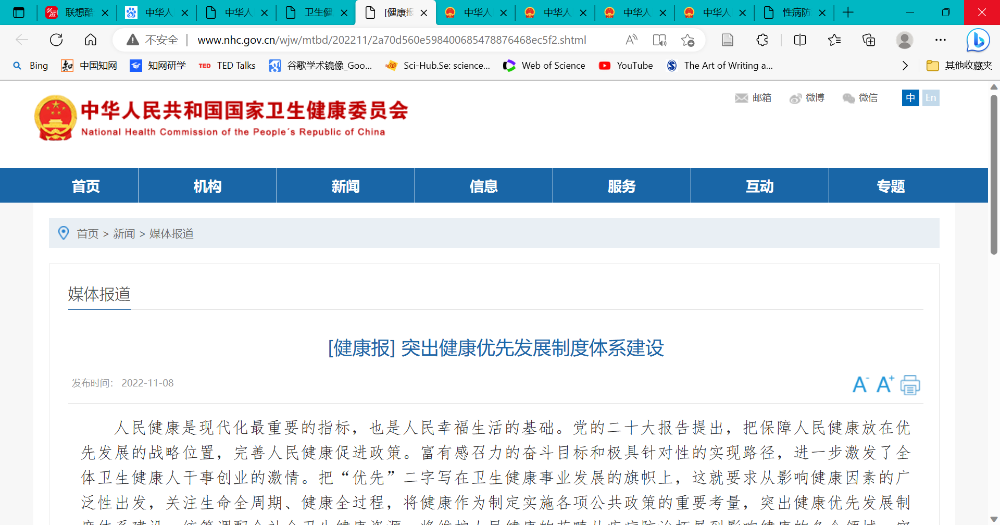 联想酷
中华人
中华人
卫生健
[健康报
中华人
中华人
中华人
中华人
性病防
不安全
www.nhc.gov.cn/wjw/mtbd/202211/2a70d560e598400685478876468ec5f2.shtml
Bing
中国知网
知网研学
TED Talks
谷歌学术镜像_Goo...
Sci-Hub.Se: science...
Web of Science
YouTube
The Art of Writing a...
其他收藏夹
中华人民共和国国家卫生健康委员会
National Health Commission of the People´s Republic of China
邮箱
微博
微信
中
En
首页
机构
新闻
信息
服务
互动
专题
首页 > 新闻 > 媒体报道
媒体报道
[健康报] 突出健康优先发展制度体系建设
发布时间： 2022-11-08
A- A+
人民健康是现代化最重要的指标，也是人民幸福生活的基础。党的二十大报告提出，把保障人民健康放在优
先发展的战略位置，完善人民健康促进政策。富有感召力的奋斗目标和极具针对性的实现路径，进一步激发了全
体卫生健康人干事创业的激情。把“优先”二字写在卫生健康事业发展的旗帜上，这就要求从影响健康因素的广
泛性出发，关注生命全周期、健康全过程，将健康作为制定实施各项公共政策的重要考量，突出健康优先发展制